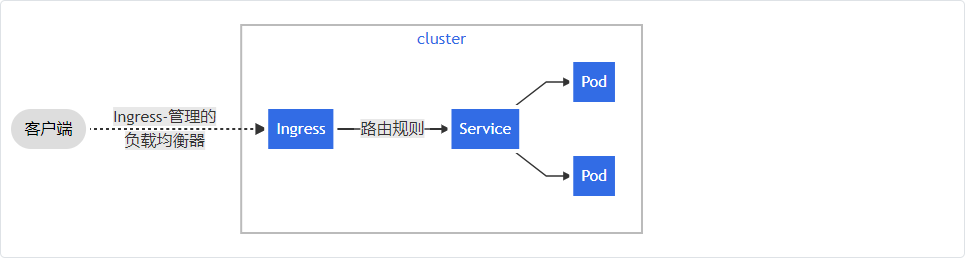 cluster
客户端
Ingress-管理的
负载均衡器
Ingress
路由规则
Service
Pod
Pod